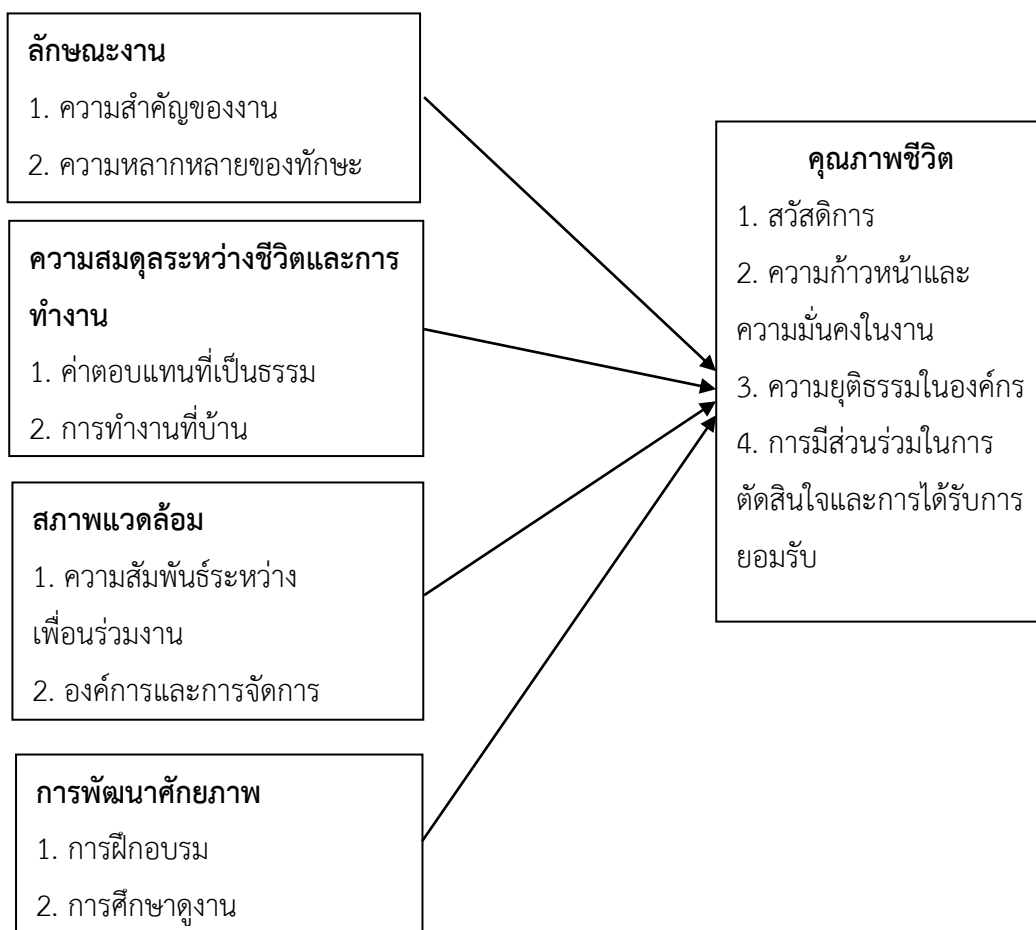 ลักษณะงาน
1. ความสำคัญของงาน
2. ความหลากหลายของทักษะ
ความสมดุลระหว่างชีวิตและการ
ทำงาน
1. ค่าตอบแทนที่เป็นธรรม
2. การทำงานที่บ้าน
สภาพแวดล้อม
1. ความสัมพันธ์ระหว่าง
เพื่อนร่วมงาน
2. องค์การและการจัดการ
การพัฒนาศักยภาพ
1. การฝึกอบรม
2. การศึกษาดูงาน
คุณภาพชีวิต
1. สวัสดิการ
2. ความก้าวหน้าและ
ความมั่นคงในงาน
3. ความยุติธรรมในองค์กร
4. การมีส่วนร่วมในการ
ตัดสินใจและการได้รับการ
ยอมรับ